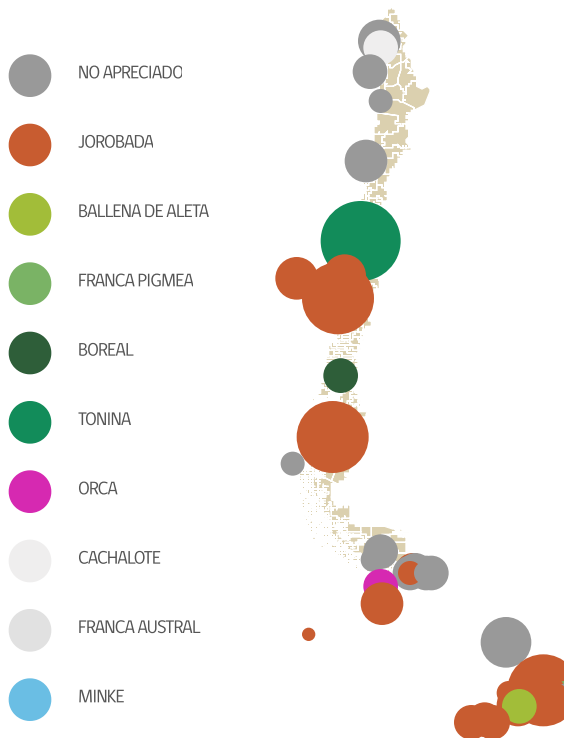 NO APRECIADO
JOROBADA
BALLENA DE ALETA
FRANCA PIGMEA
BOREAL
TONINA
ORCA
CACHALOTE
FRANCA AUSTRAL
MINKE